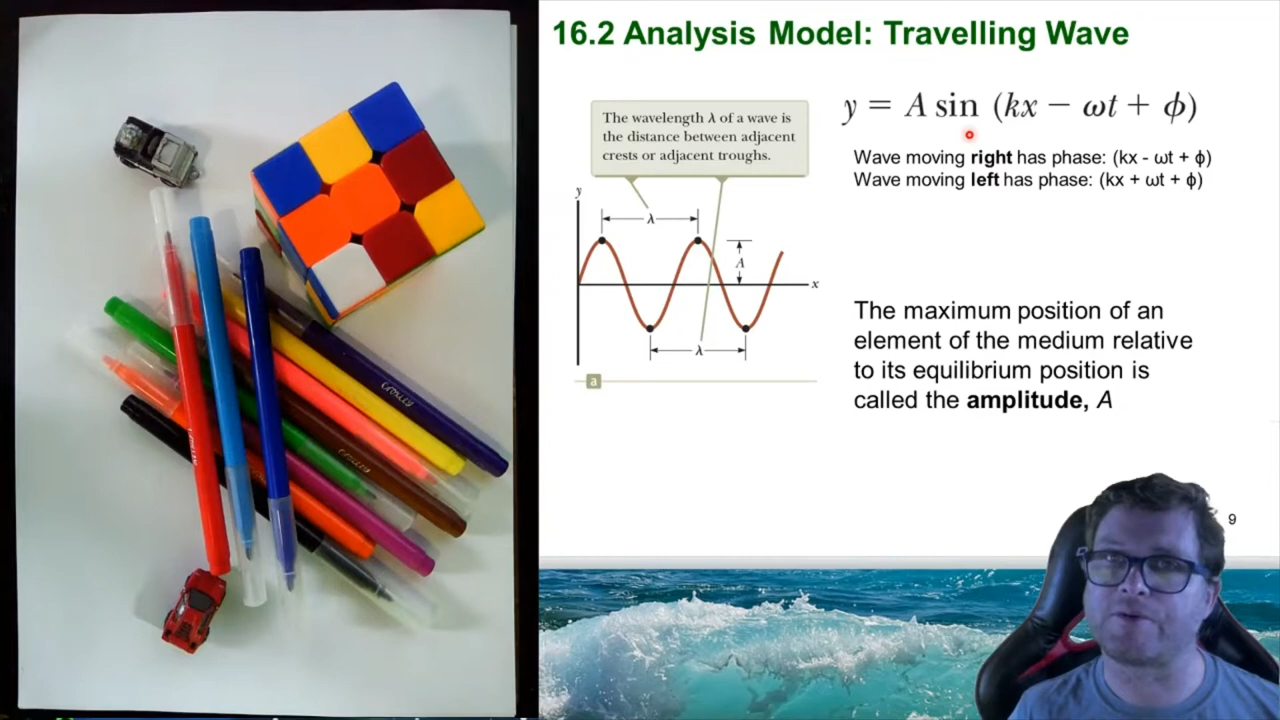 16.2 Analysis Model: Travelling Wave
y = A sin (kx − ωt + ϕ)
Wave moving right has phase: (kx - ωt + ϕ)
Wave moving left has phase: (kx + ωt + ϕ)
The wavelength λ of a wave is
the distance between adjacent
crests or adjacent troughs.
y
λ
A
x
λ
a
The maximum position of an
element of the medium relative
to its equilibrium position is
called the amplitude, A
9